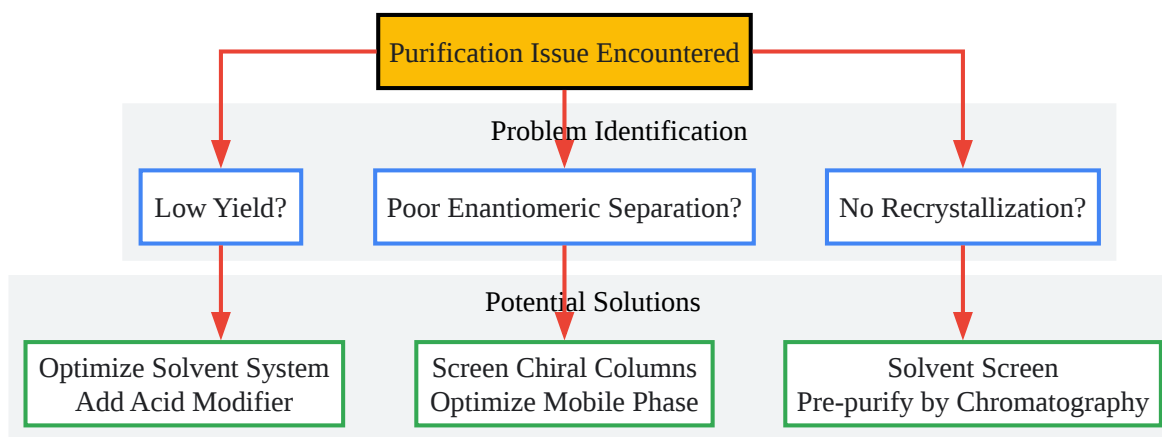 Purification Issue Encountered
Problem Identification
Low Yield?
Poor Enantiomeric Separation?
No Recrystallization?
Potential Solutions
Optimize Solvent System
Add Acid Modifier
Screen Chiral Columns
Optimize Mobile Phase
Solvent Screen
Pre-purify by Chromatography